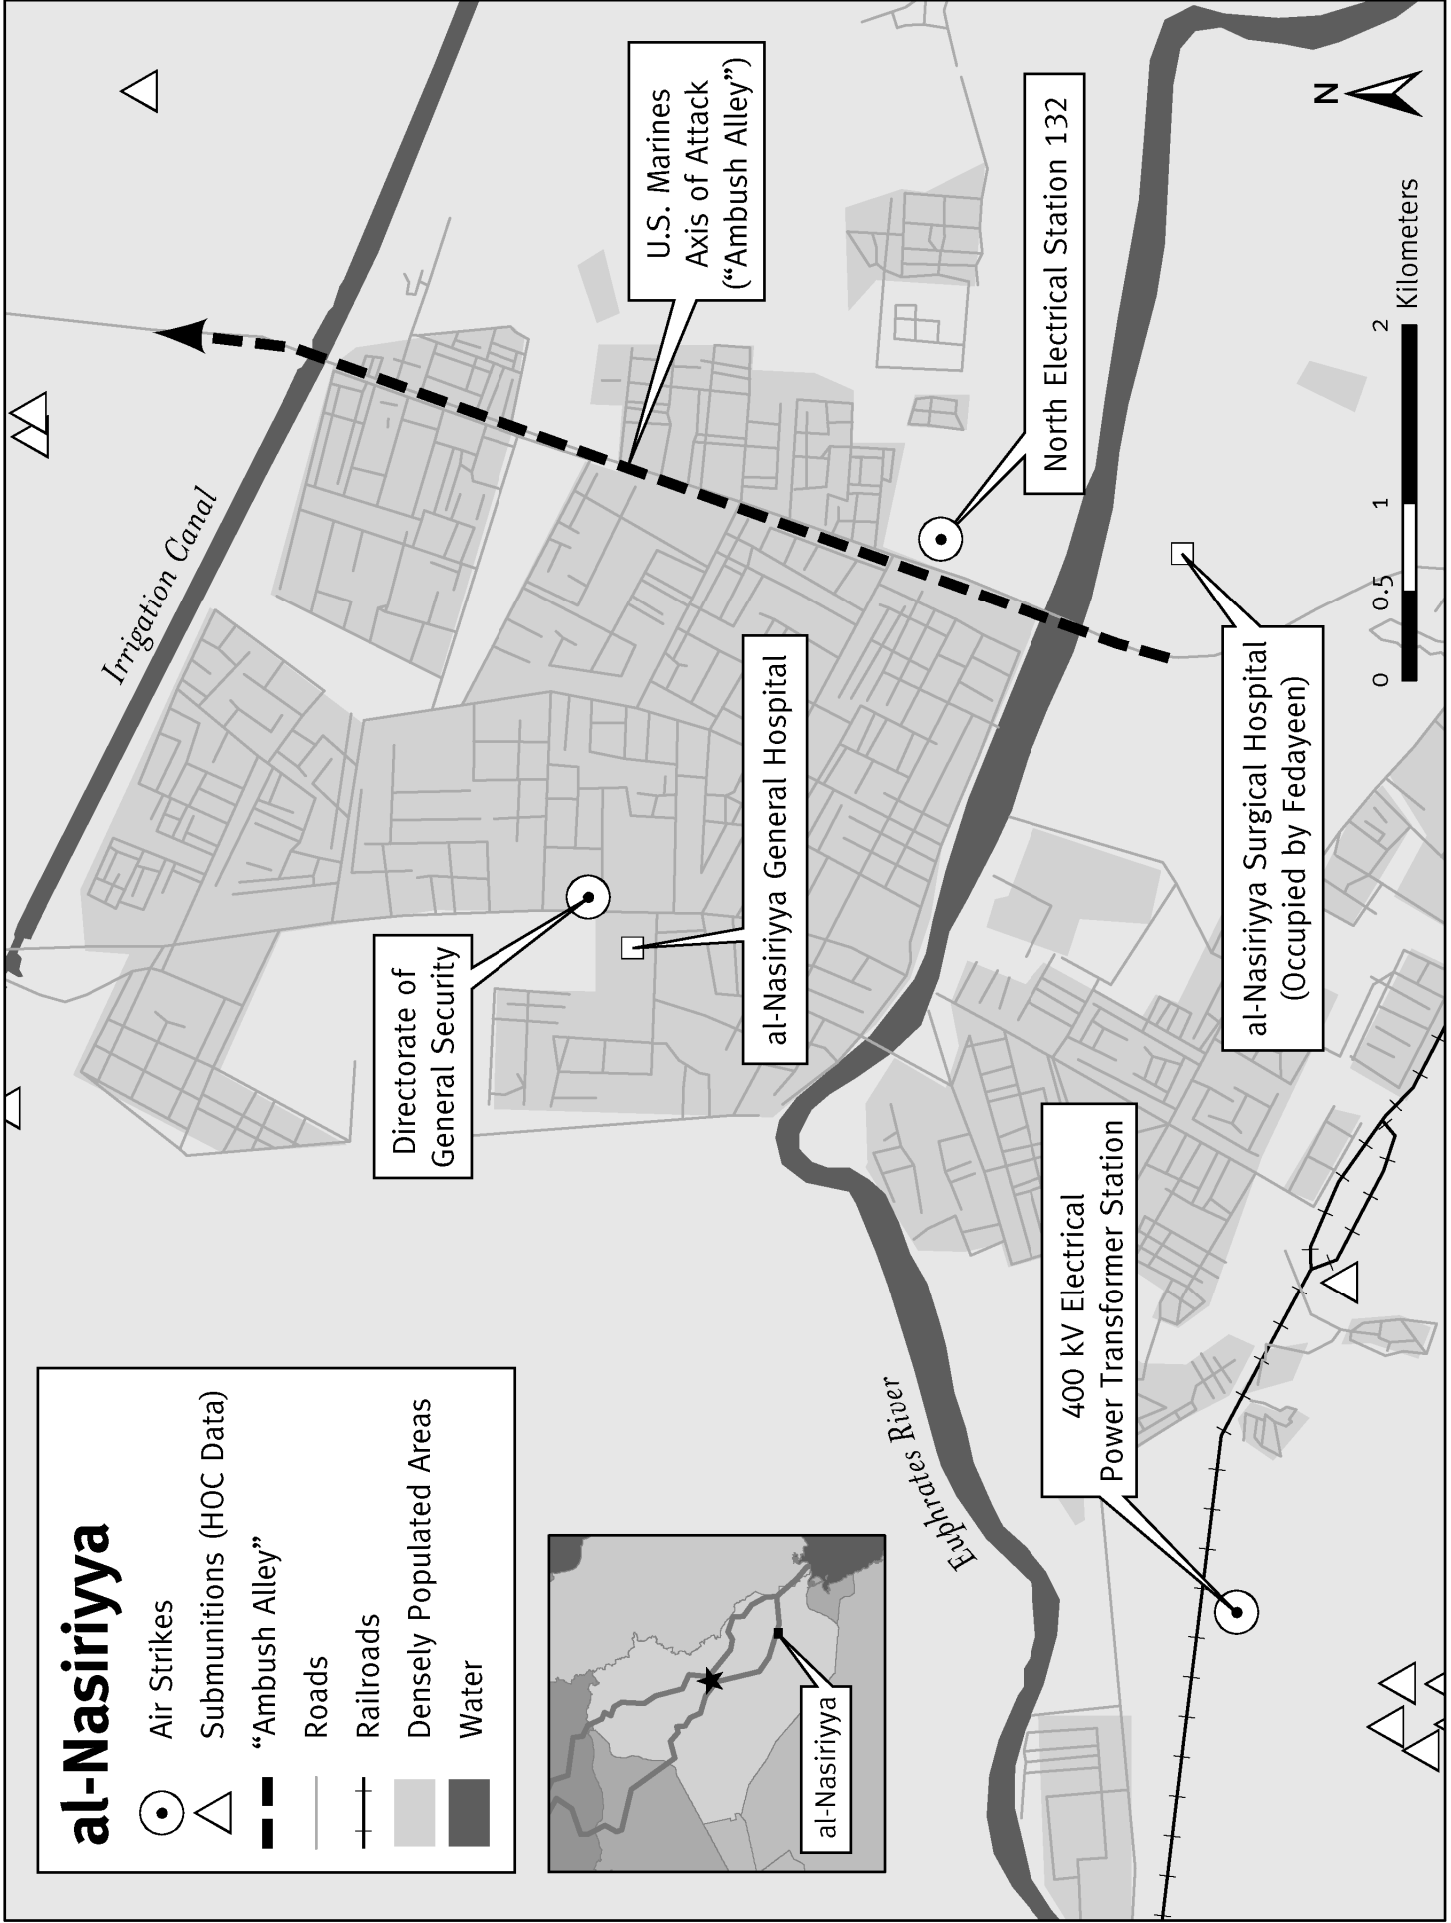 al-Nasiriyya
Air Strikes
Submunitions (HOC Data)
“Ambush Alley”
Roads
Railroads
Densely Populated Areas
Water
al-Nasiriyya
Irrigation Canal
U.S. Marines
Axis of Attack
(“Ambush Alley”)
Directorate of
General Security
al-Nasiriyya General Hospital
North Electrical Station 132
Euphrates River
400 kV Electrical
Power Transformer Station
al-Nasiriyya Surgical Hospital
(Occupied by Fedayeen)
N
0 0.5 1 2
Kilometers